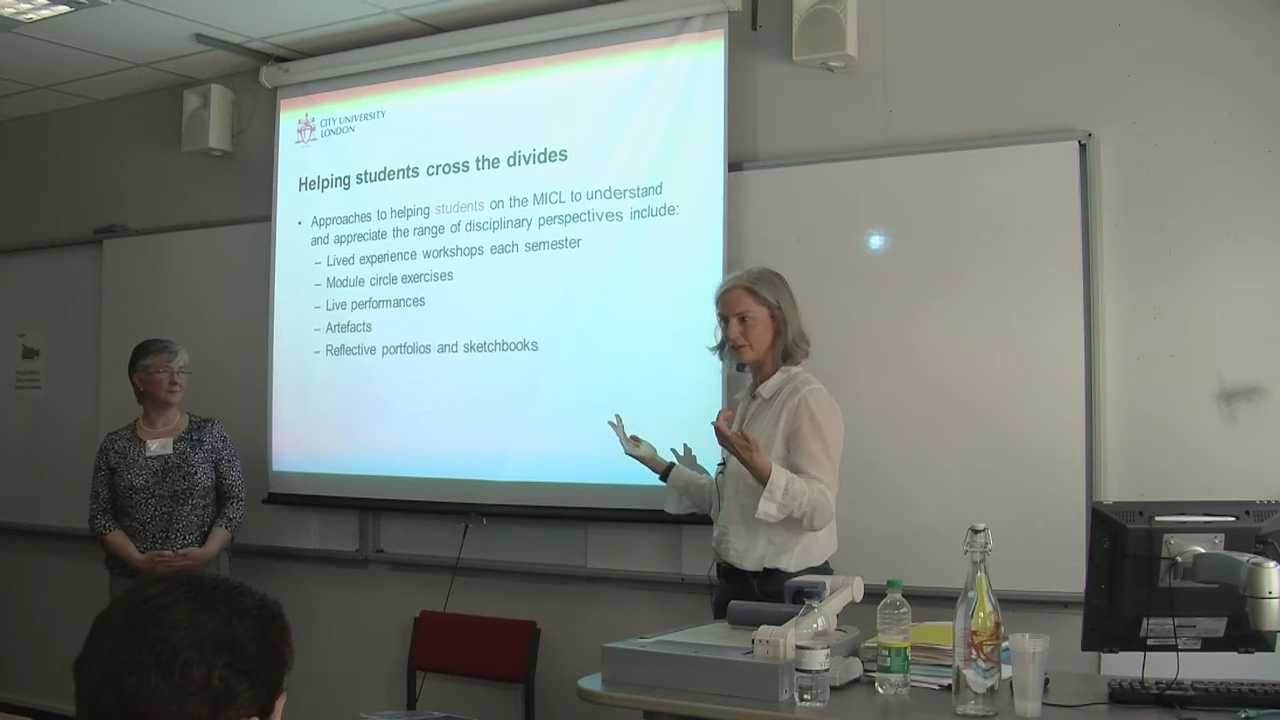 CITY UNIVERSITY
LONDON
Helping students cross the divides
• Approaches to helping students on the MICL to understand
and appreciate the range of disciplinary perspectives include:
– Lived experience workshops each semester
– Module circle exercises
– Live performances
– Artefacts
– Reflective portfolios and sketchbooks